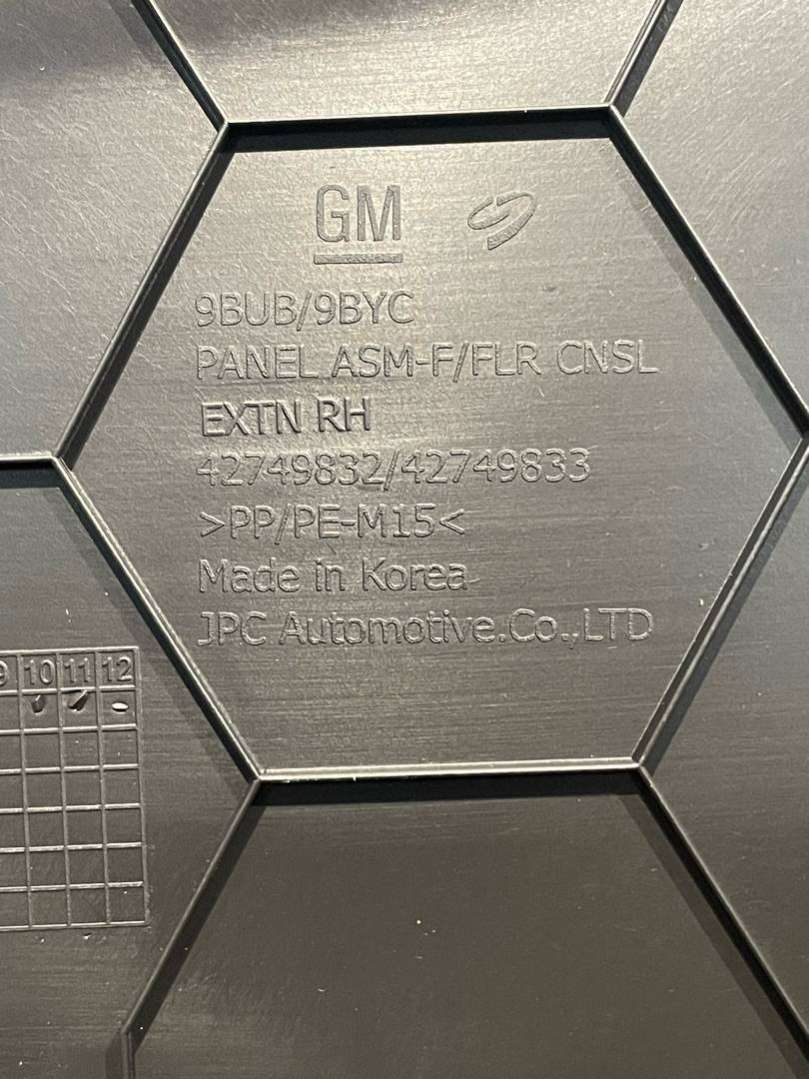 GM
9BUB/9BYC
PANEL ASM-F/FLR CNSL
EXTN RH
42749832/42749833
>PP/PE-M15<
Made in Korea
JPC Automotive.Co.,LTD
9 10 11 12